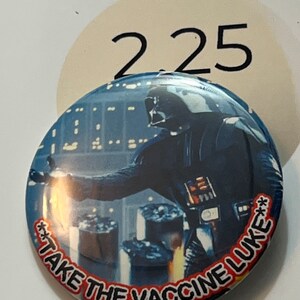 2.25
**TAKE THE VACCINE LUKE**